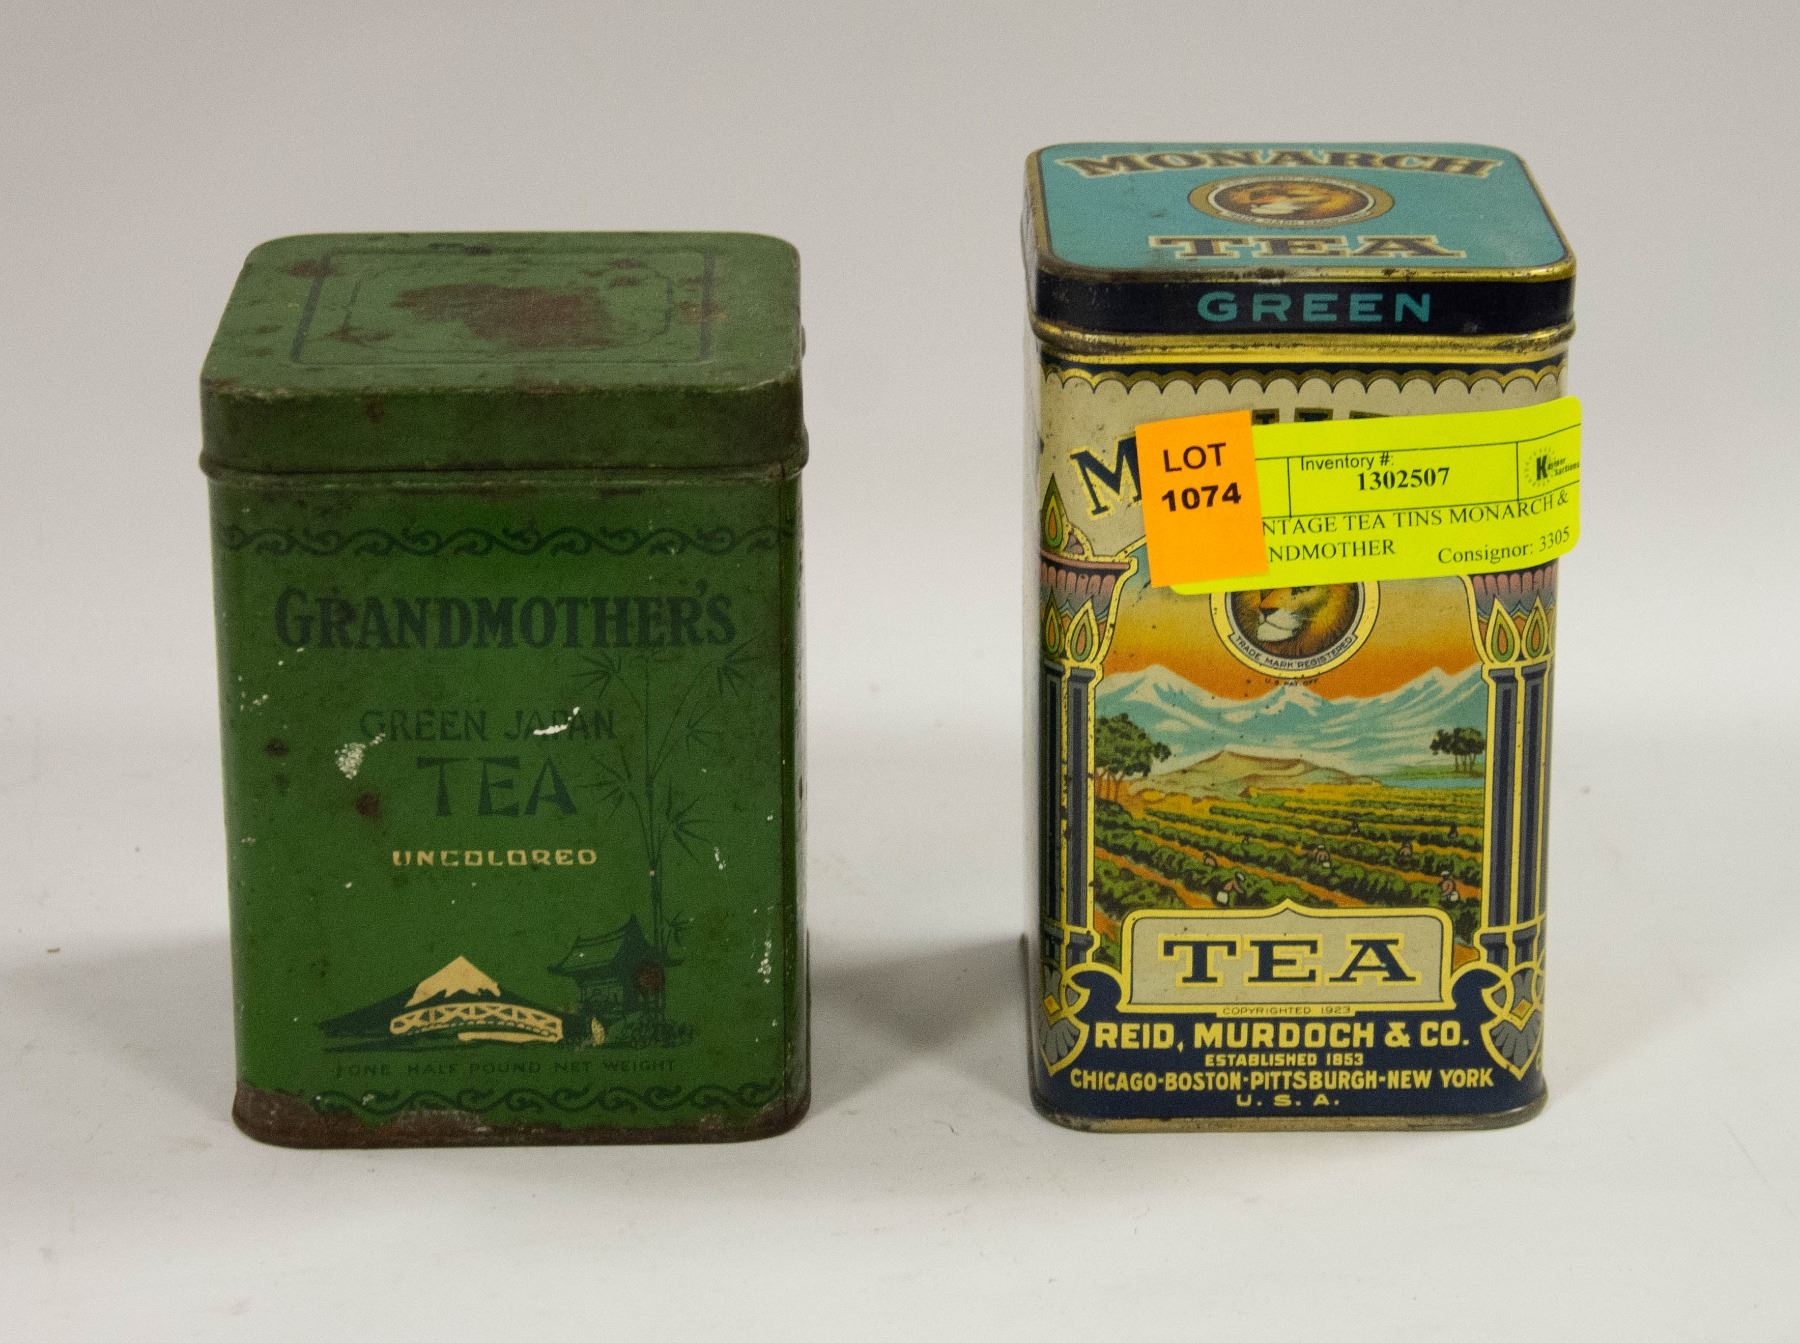 GRANDMOTHER'S
GREEN JAPAN
TEA
UNCOLORED
ONE HALF POUND NET WEIGHT
MONARCH
TEA
GREEN
LOT
1074
Inventory #:
1302507
TEA TINS MONARCH &
Consignor: 3305
TRADE MARK REGISTERED
U.S. PAT. OFF.
TEA
COPYRIGHTED 1923
REID, MURDOCH & CO.
ESTABLISHED 1853
CHICAGO-BOSTON-PITTSBURGH-NEW YORK
U. S. A.